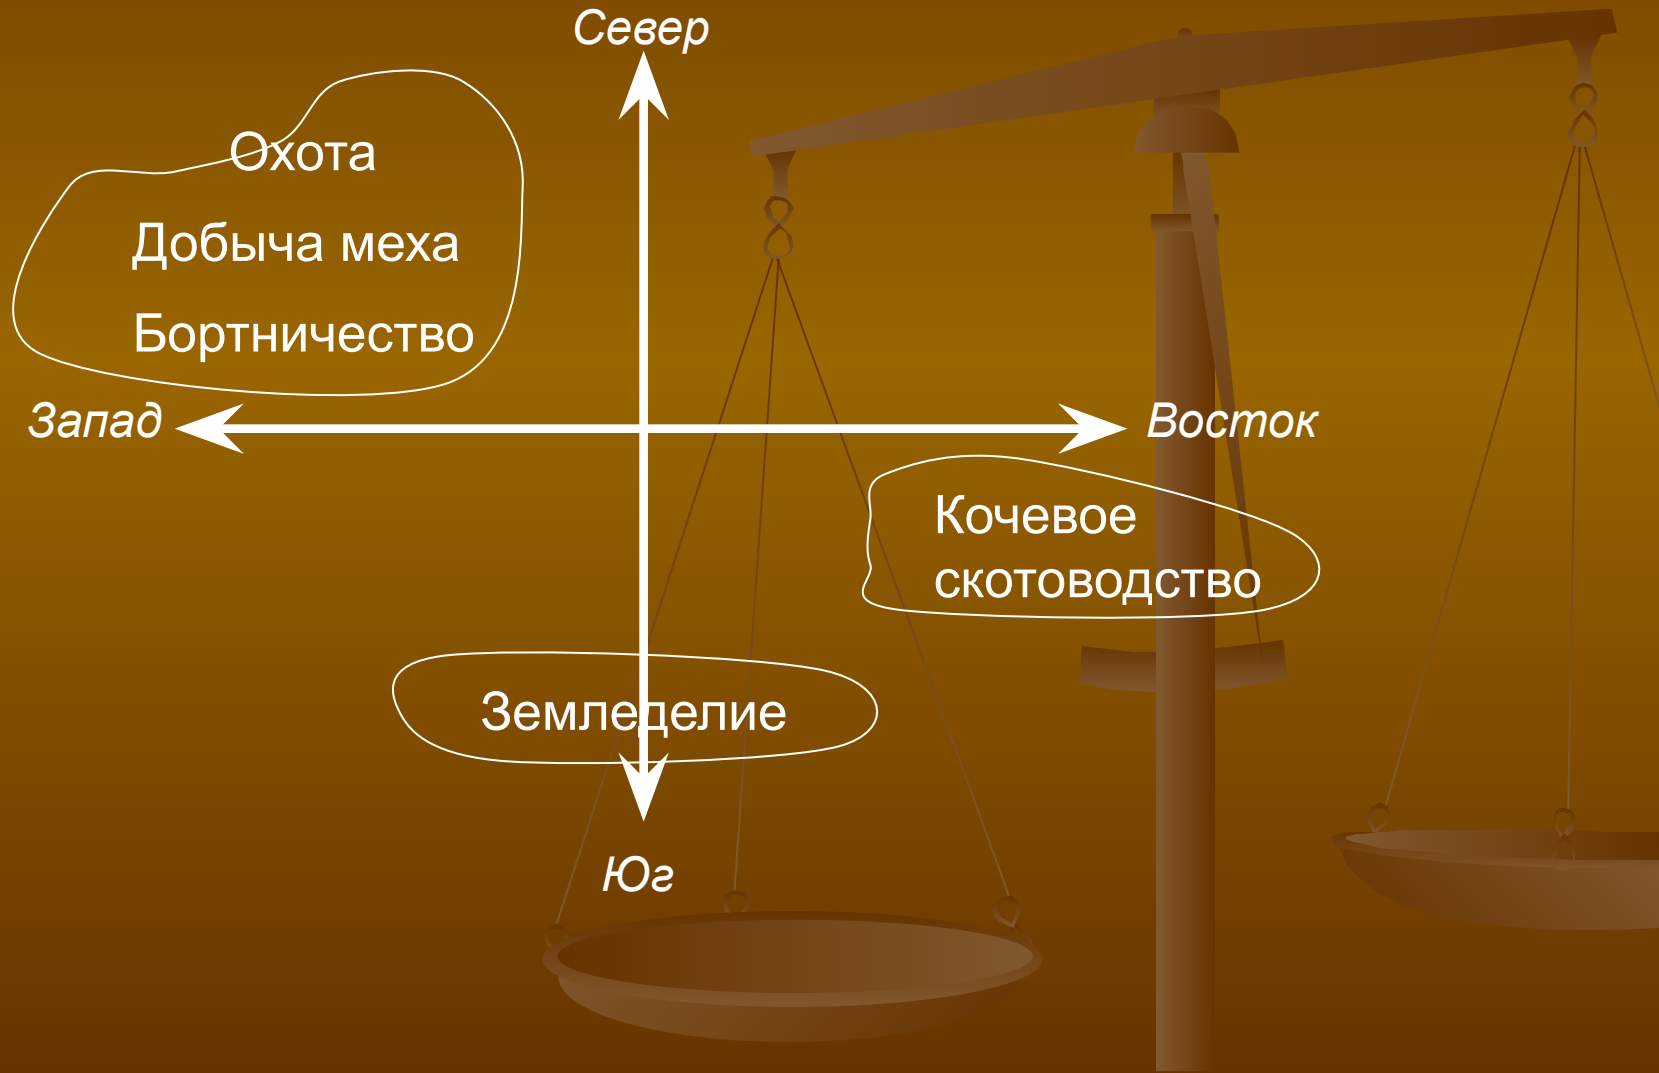 Север
Охота
Добыча меха
Бортничество
Запад
Восток
Кочевое
скотоводство
Земледелие
Юг